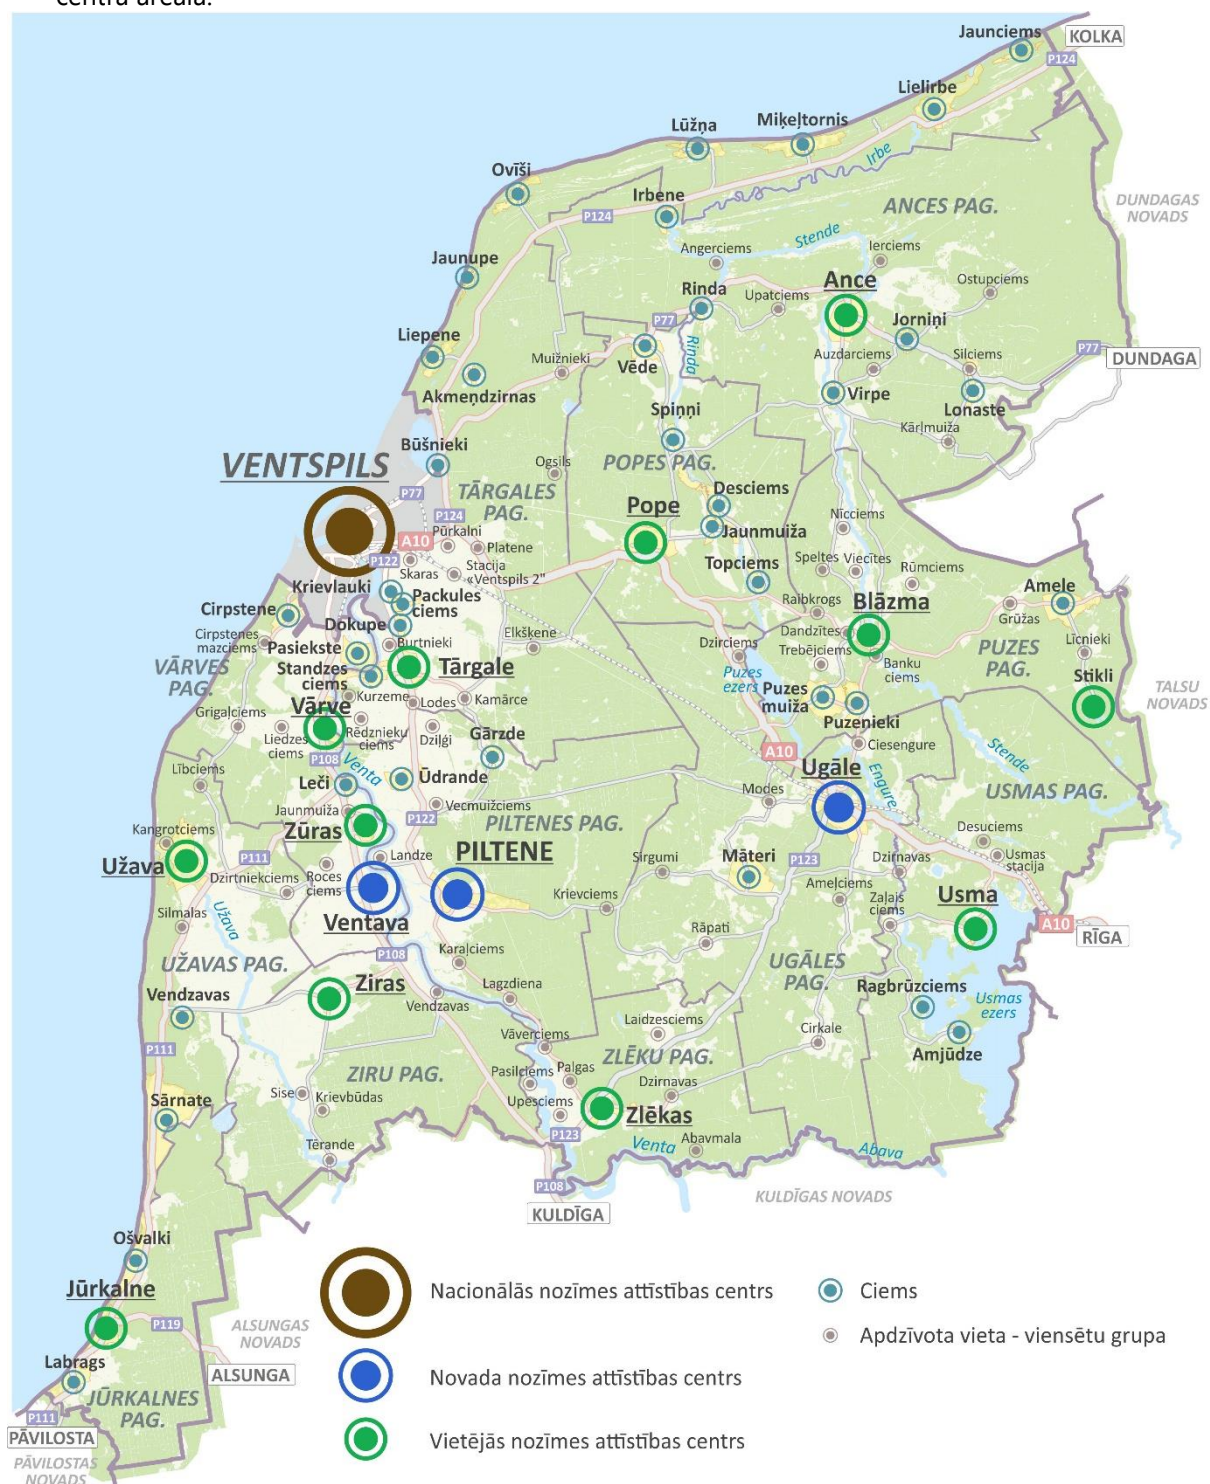 centru areālā.
Jaunciems
KOLKA
P124
Lielirbe
Miķeļtornis
Lūžņa
Irbe
Ovīši
Irbene
P124
ANCES PAG.
DUNDAGAS
NOVADS
Stende
Angerciems
Ierciems
Jaunupe
Ance
Rinda
Upatciems
Ostupciems
P77
Jorniņi
Liepene
Muižnieki
Vēde
Rinda
Auzdarciems
Silciems
P77
DUNDAGA
Akmeņdzirnas
Virpe
Lonaste
Spiņņi
Kārļmuiža
Būšnieki
VENTSPILS
Ogsils
POPES PAG.
TĀRGALES
PAG.
P77
Desciems
Pope
P124
Nīcciems
Jaunmuiža
Pūrkalni
A10
Platene
P122
Skaras
Stacija
«Ventspils 2"
Topciems
Speltes
Viecītes
Rūmciems
Krievlauki
Packules
ciems
Amele
Raibkrogs
Blāzma
Grūžas
Cirpstene
Dokupe
Cirpstenes
mazciems
Burtnieki
Elkšķene
Dandzītes
Dzirciems
Trebējciems
Līcnieki
Pasiekste
VĀRVES
PAG.
Standzes
ciems
Tārgale
Banku
ciems
PUZES
PAG.
Puzes
ezers
Puzes
muiža
Stikli
TALSU
NOVADS
Kurzeme
Lodes
Kamārce
Vārve
Grigaļciems
Liedzes
ciems
Rēdznieku
ciems
Dziļģi
Gārzde
Puzenieki
Ciesengure
Stende
P108
Venta
A10
Ugāle
Lībciems
Leči
Ūdrande
Engure
USMAS PAG.
Vecmuižciems
Modes
Jaunmuiža
Zūras
P122
PILTENES PAG.
Desuciems
Kangrotciems
Usmas
stacija
Užava
P111
Landze
PILTENE
Sirgumi
Māteri
P123
Dzirnavas
Dzirtniekciems
Roces
ciems
Ameļciems
Krievciems
Zaļais
ciems
Usma
Silmalas
Užava
Ventava
A10
RĪGA
Rāpati
P108
Karaļciems
UŽAVAS PAG.
UGĀLES
PAG.
Ziras
Lagzdiena
Ragbrūzciems
Usmas
ezers
Vendzavas
Vendzavas
Laidzesciems
Cirkale
Vāverciems
Amjūdze
P111
ZLĒKU PAG.
ZIRU PAG.
Pasilciems
Palgas
Dzirnavas
Sise
Krievbūdas
Upesciems
Sārnate
Zlēkas
P123
Venta
Abavmala
Abava
Tērande
P108
KULDĪGA
KULDĪGAS NOVADS
Ošvalki
Jūrkalne
P119
ALSUNGAS
NOVADS
Labrags
ALSUNGA
JŪRKALNES
PAG.
P111
PĀVILOSTA
PĀVILOSTAS
NOVADS
Nacionālās nozīmes attīstības centrs
Ciems
Apdzīvota vieta - viensētu grupa
Novada nozīmes attīstības centrs
Vietējās nozīmes attīstības centrs